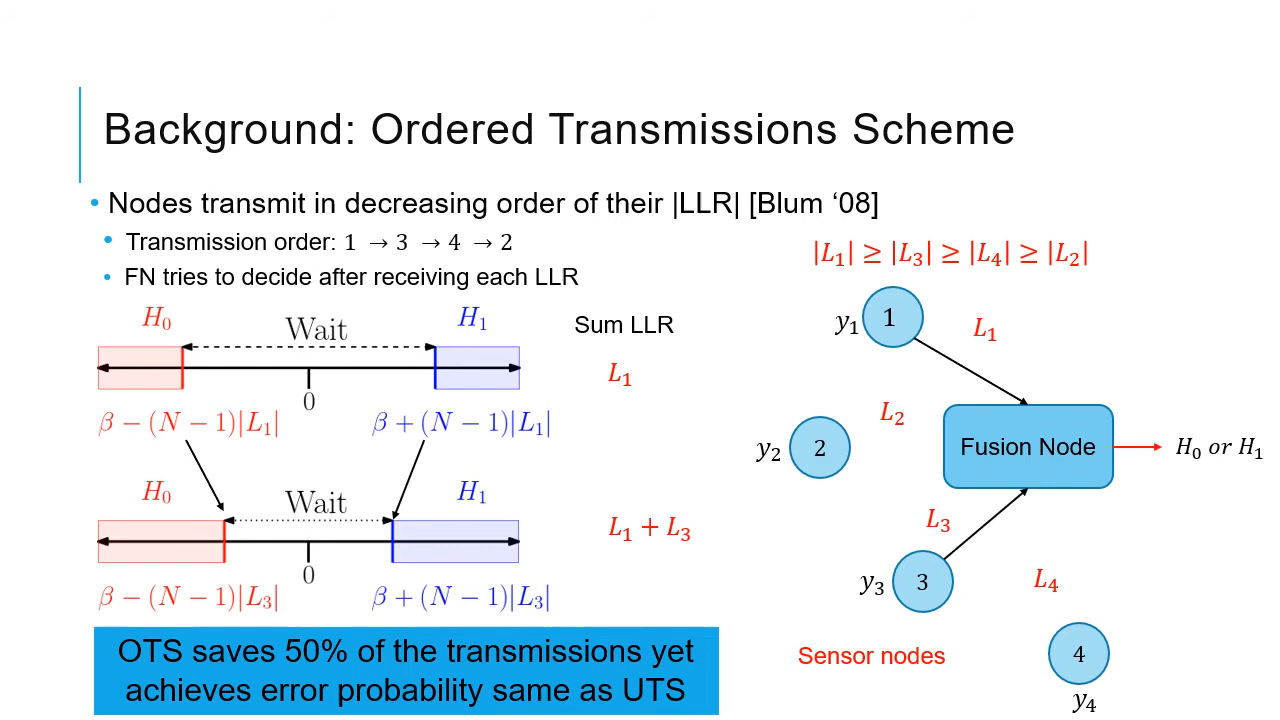 Background: Ordered Transmissions Scheme
• Nodes transmit in decreasing order of their |LLR| [Blum ‘08]
• Transmission order: 1 → 3 → 4 → 2
• FN tries to decide after receiving each LLR
H₀ Wait H₁
0
β − (N − 1)|L₁| β + (N − 1)|L₁|
H₀ Wait H₁
0
β − (N − 1)|L₃| β + (N − 1)|L₃|
Sum LLR
L₁
L₁ + L₃
OTS saves 50% of the transmissions yet
achieves error probability same as UTS
|L₁| ≥ |L₃| ≥ |L₄| ≥ |L₂|
y₁ 1 L₁
y₂ 2 L₂
Fusion Node H₀ or H₁
y₃ 3 L₃
L₄
4
y₄
Sensor nodes